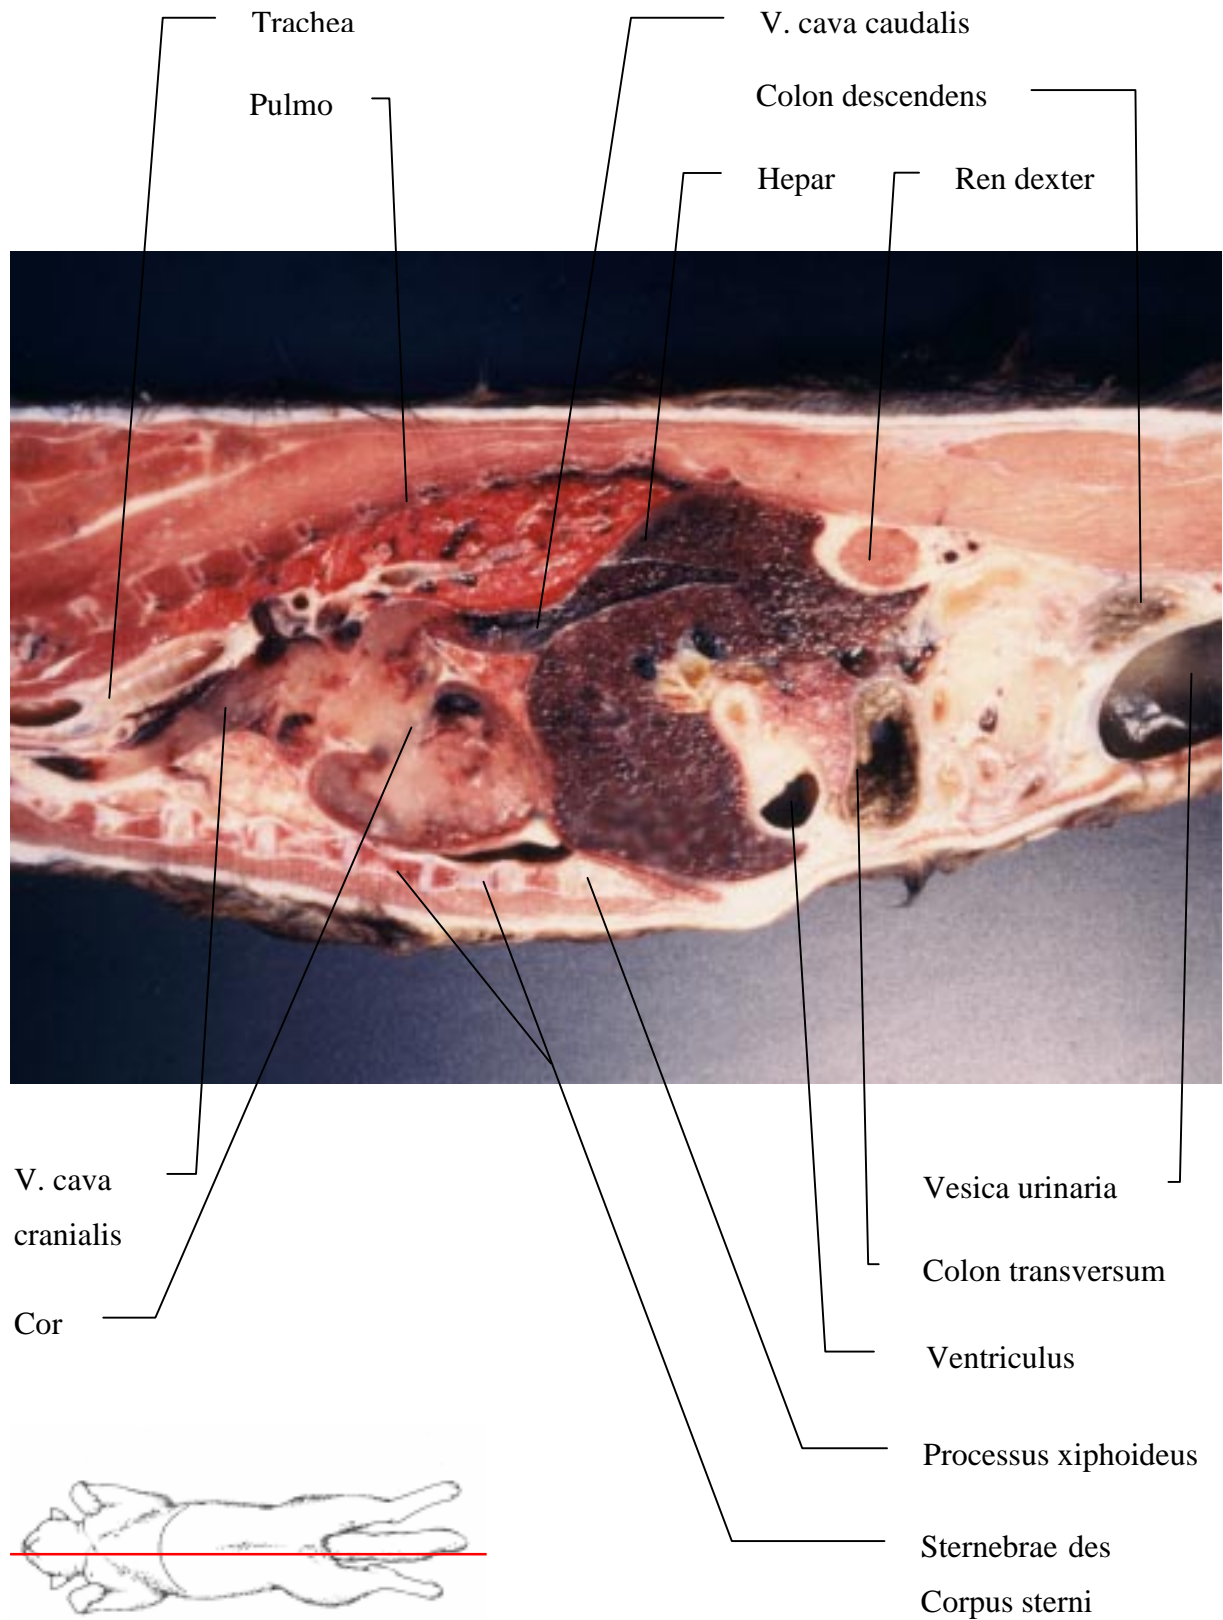 Trachea
V. cava caudalis
Pulmo
Colon descendens
Hepar
Ren dexter
V. cava
cranialis
Vesica urinaria
Colon transversum
Cor
Ventriculus
Processus xiphoideus
Sternebrae des
Corpus sterni